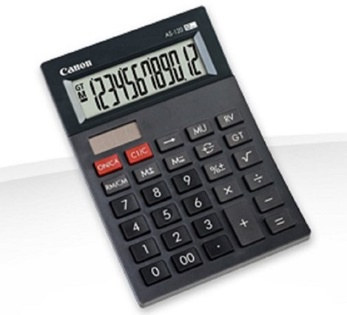 Canon AS-120
GT
M
123456789012
ON/CA CI/C → MU RV
RM/CM M± M= GT
7 8 9 %± √
4 5 6 × ÷
1 2 3 + −
0 00 · =